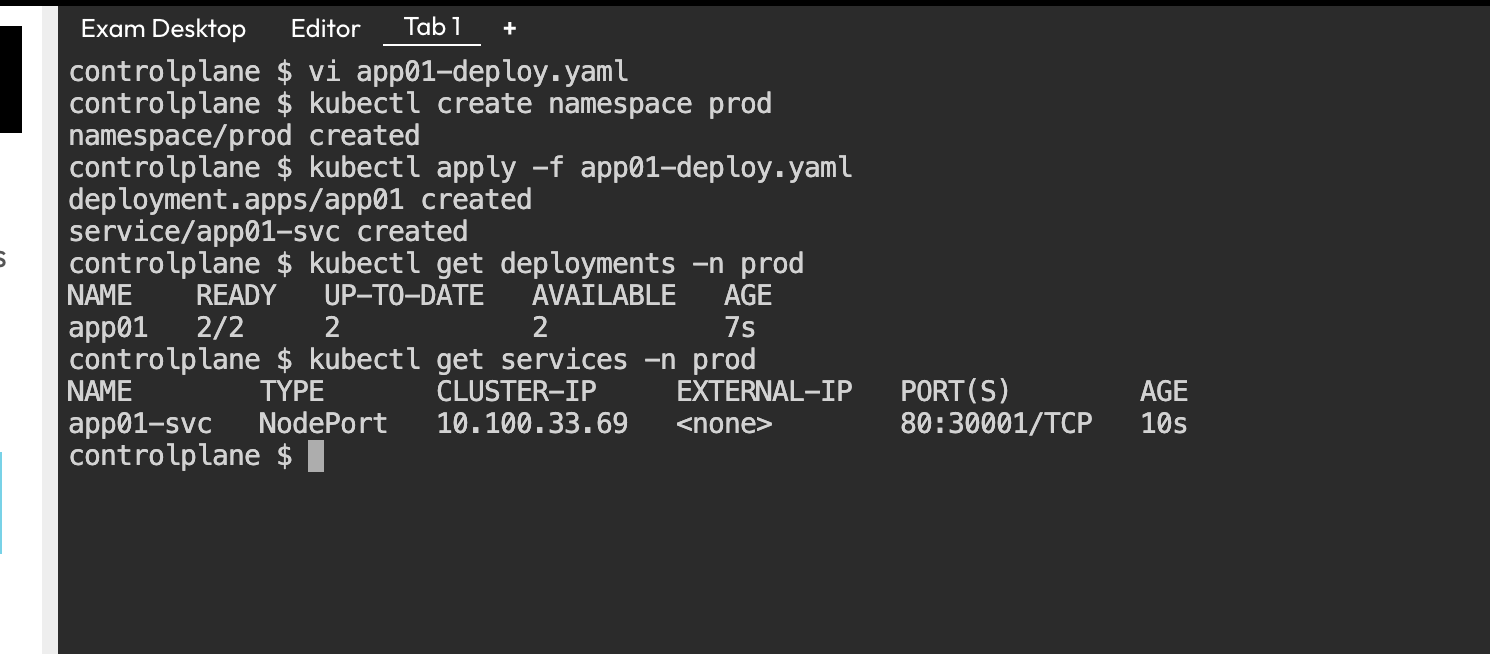 Exam Desktop Editor Tab 1 +
controlplane $ vi app01-deploy.yaml
controlplane $ kubectl create namespace prod
namespace/prod created
controlplane $ kubectl apply -f app01-deploy.yaml
deployment.apps/app01 created
service/app01-svc created
controlplane $ kubectl get deployments -n prod
NAME    READY   UP-TO-DATE   AVAILABLE   AGE
app01   2/2     2            2           7s
controlplane $ kubectl get services -n prod
NAME        TYPE       CLUSTER-IP     EXTERNAL-IP   PORT(S)        AGE
app01-svc   NodePort   10.100.33.69   <none>        80:30001/TCP   10s
controlplane $